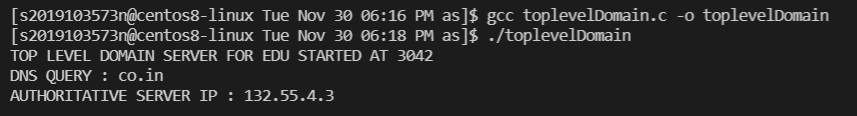 [s2019103573n@centos8-linux Tue Nov 30 06:16 PM as]$ gcc toplevelDomain.c -o toplevelDomain
[s2019103573n@centos8-linux Tue Nov 30 06:18 PM as]$ ./toplevelDomain
TOP LEVEL DOMAIN SERVER FOR EDU STARTED AT 3042
DNS QUERY : co.in
AUTHORITATIVE SERVER IP : 132.55.4.3